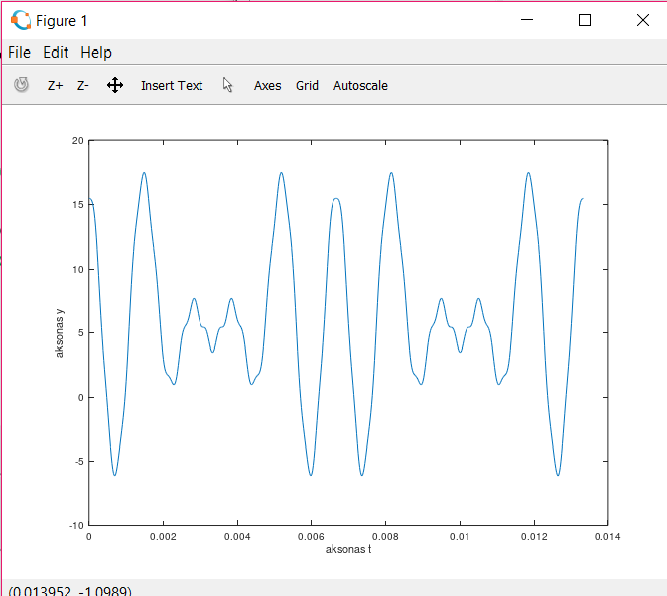 Figure 1
File Edit Help
Z+ Z- Insert Text Axes Grid Autoscale
20
15
10
5
0
-5
-10
aksonas y
0 0.002 0.004 0.006 0.008 0.01 0.012 0.014
aksonas t
(0.013952, -1.0989)